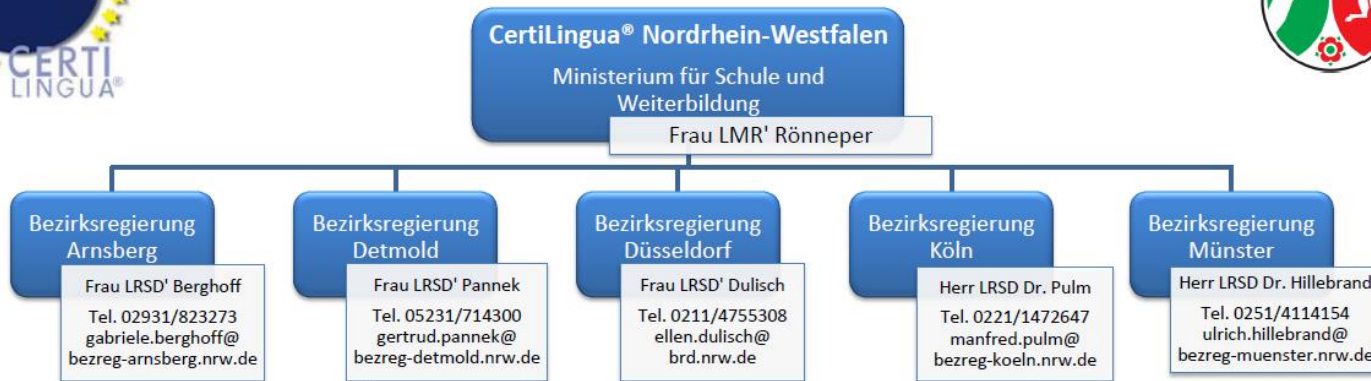 CERTI
LINGUA®
CertiLingua® Nordrhein-Westfalen
Ministerium für Schule und
Weiterbildung
Frau LMR' Rönneper
Bezirksregierung
Arnsberg
Frau LRSD' Berghoff
Tel. 02931/823273
gabriele.berghoff@
bezreg-arnsberg.nrw.de
Bezirksregierung
Detmold
Frau LRSD' Pannek
Tel. 05231/714300
gertrud.pannek@
bezreg-detmold.nrw.de
Bezirksregierung
Düsseldorf
Frau LRSD' Dulisch
Tel. 0211/4755308
ellen.dulisch@
brd.nrw.de
Bezirksregierung
Köln
Herr LRSD Dr. Pulm
Tel. 0221/1472647
manfred.pulm@
bezreg-koeln.nrw.de
Bezirksregierung
Münster
Herr LRSD Dr. Hillebrand
Tel. 0251/4114154
ulrich.hillebrand@
bezreg-muenster.nrw.de